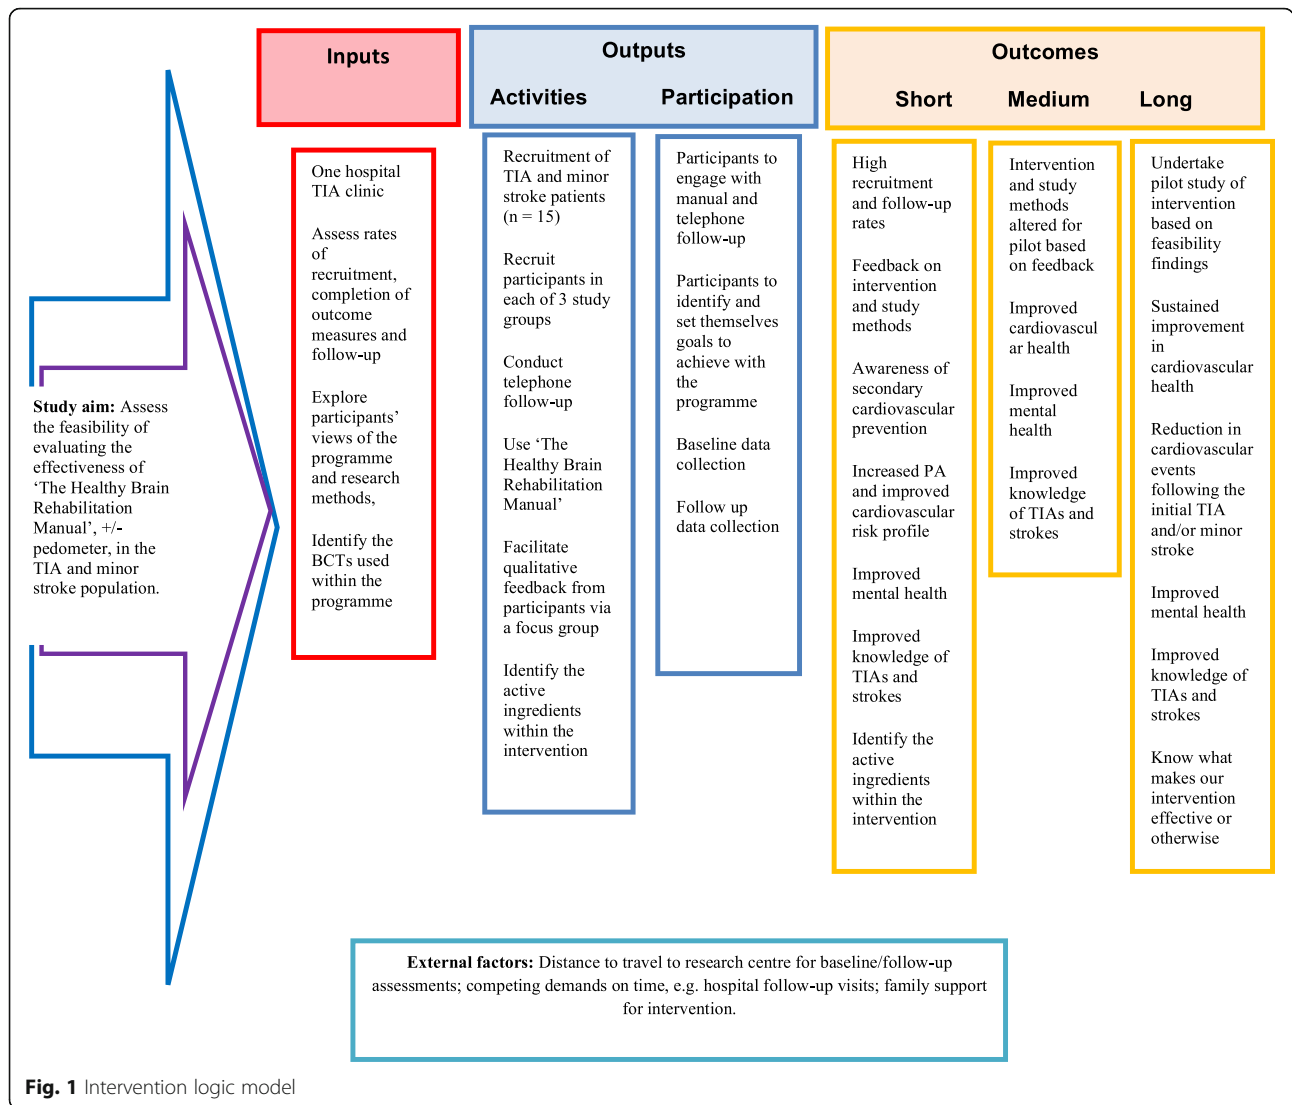 Inputs
Outputs
Activities
Participation
Outcomes
Short
Medium
Long
Study aim: Assess
the feasibility of
evaluating the
effectiveness of
‘The Healthy Brain
Rehabilitation
Manual’, +/-
pedometer, in the
TIA and minor
stroke population.
One hospital
TIA clinic
Assess rates
of
recruitment,
completion of
outcome
measures and
follow-up
Explore
participants’
views of the
programme
and research
methods,
Identify the
BCTs used
within the
programme
Recruitment of
TIA and minor
stroke patients
(n = 15)
Recruit
participants in
each of 3 study
groups
Conduct
telephone
follow-up
Use ‘The
Healthy Brain
Rehabilitation
Manual’
Facilitate
qualitative
feedback from
participants via
a focus group
Identify the
active
ingredients
within the
intervention
Participants to
engage with
manual and
telephone
follow-up
Participants to
identify and
set themselves
goals to
achieve with
the
programme
Baseline data
collection
Follow up
data collection
High
recruitment
and follow-up
rates
Feedback on
intervention
and study
methods
Awareness of
secondary
cardiovascular
prevention
Increased PA
and improved
cardiovascular
risk profile
Improved
mental health
Improved
knowledge of
TIAs and
strokes
Identify the
active
ingredients
within the
intervention
Intervention
and study
methods
altered for
pilot based
on feedback
Improved
cardiovascul
ar health
Improved
mental
health
Improved
knowledge
of TIAs and
strokes
Undertake
pilot study of
intervention
based on
feasibility
findings
Sustained
improvement
in
cardiovascular
health
Reduction in
cardiovascular
events
following the
initial TIA
and/or minor
stroke
Improved
mental health
Improved
knowledge of
TIAs and
strokes
Know what
makes our
intervention
effective or
otherwise
External factors: Distance to travel to research centre for baseline/follow-up
assessments; competing demands on time, e.g. hospital follow-up visits; family support
for intervention.
Fig. 1 Intervention logic model